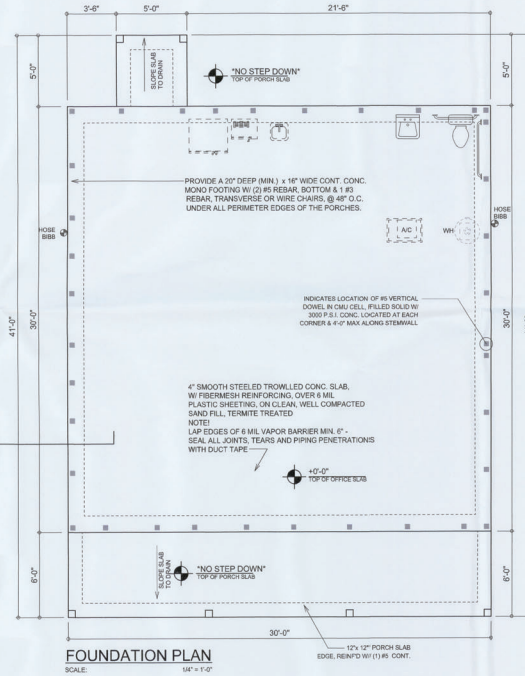 3'-6"
5'-0"
21'-6"
5'-0"
SLOPE SLAB
TO DRAIN
"NO STEP DOWN"
TOP OF PORCH SLAB
5'-0"
PROVIDE A 20" DEEP (MIN.) x 16" WIDE CONT. CONC.
MONO FOOTING W/ (2) #5 REBAR, BOTTOM & 1 #3
REBAR, TRANSVERSE OR WIRE CHAIRS, @ 48" O.C.
UNDER ALL PERIMETER EDGES OF THE PORCHES.
HOSE
BIBB
A/C
WH
HOSE
BIBB
41'-0"
30'-0"
INDICATES LOCATION OF #5 VERTICAL
DOWEL IN CMU CELL, (FILLED SOLID W/
3000 P.S.I. CONC. LOCATED AT EACH
CORNER & 4'-0" MAX ALONG STEMWALL
30'-0"
4" SMOOTH STEELED TROWLLED CONC. SLAB,
W/ FIBERMESH REINFORCING, OVER 6 MIL
PLASTIC SHEETING, ON CLEAN, WELL COMPACTED
SAND FILL, TERMITE TREATED
NOTE!
LAP EDGES OF 6 MIL VAPOR BARRIER MIN. 6" -
SEAL ALL JOINTS, TEARS AND PIPING PENETRATIONIS
WITH DUCT TAPE
+0'-0"
TOP OF OFFICE SLAB
6'-0"
SLOPE SLAB
TO DRAIN
"NO STEP DOWN"
TOP OF PORCH SLAB
6'-0"
30'-0"
12"x 12" PORCH SLAB
EDGE, REINF'D W/ (1) #5 CONT.
FOUNDATION PLAN
SCALE: 1/4" = 1'-0"